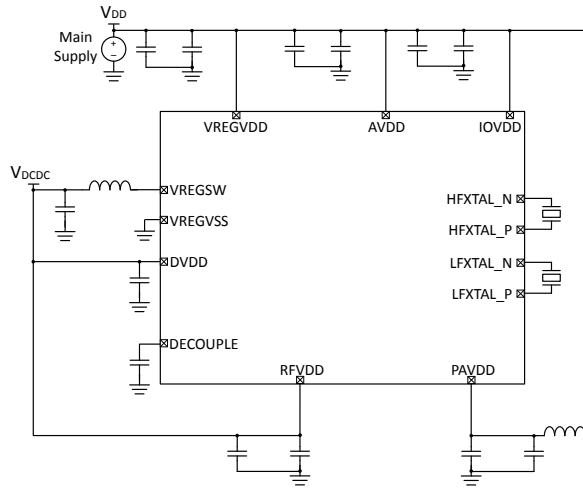 VDD
Main
Supply
+
–
VREGVDD
AVDD
IOVDD
VDCDC
VREGSW
HFXTAL_N
VREGVSS
HFXTAL_P
DVDD
LFXTAL_N
LFXTAL_P
DECOUPLE
RFVDD
PAVDD